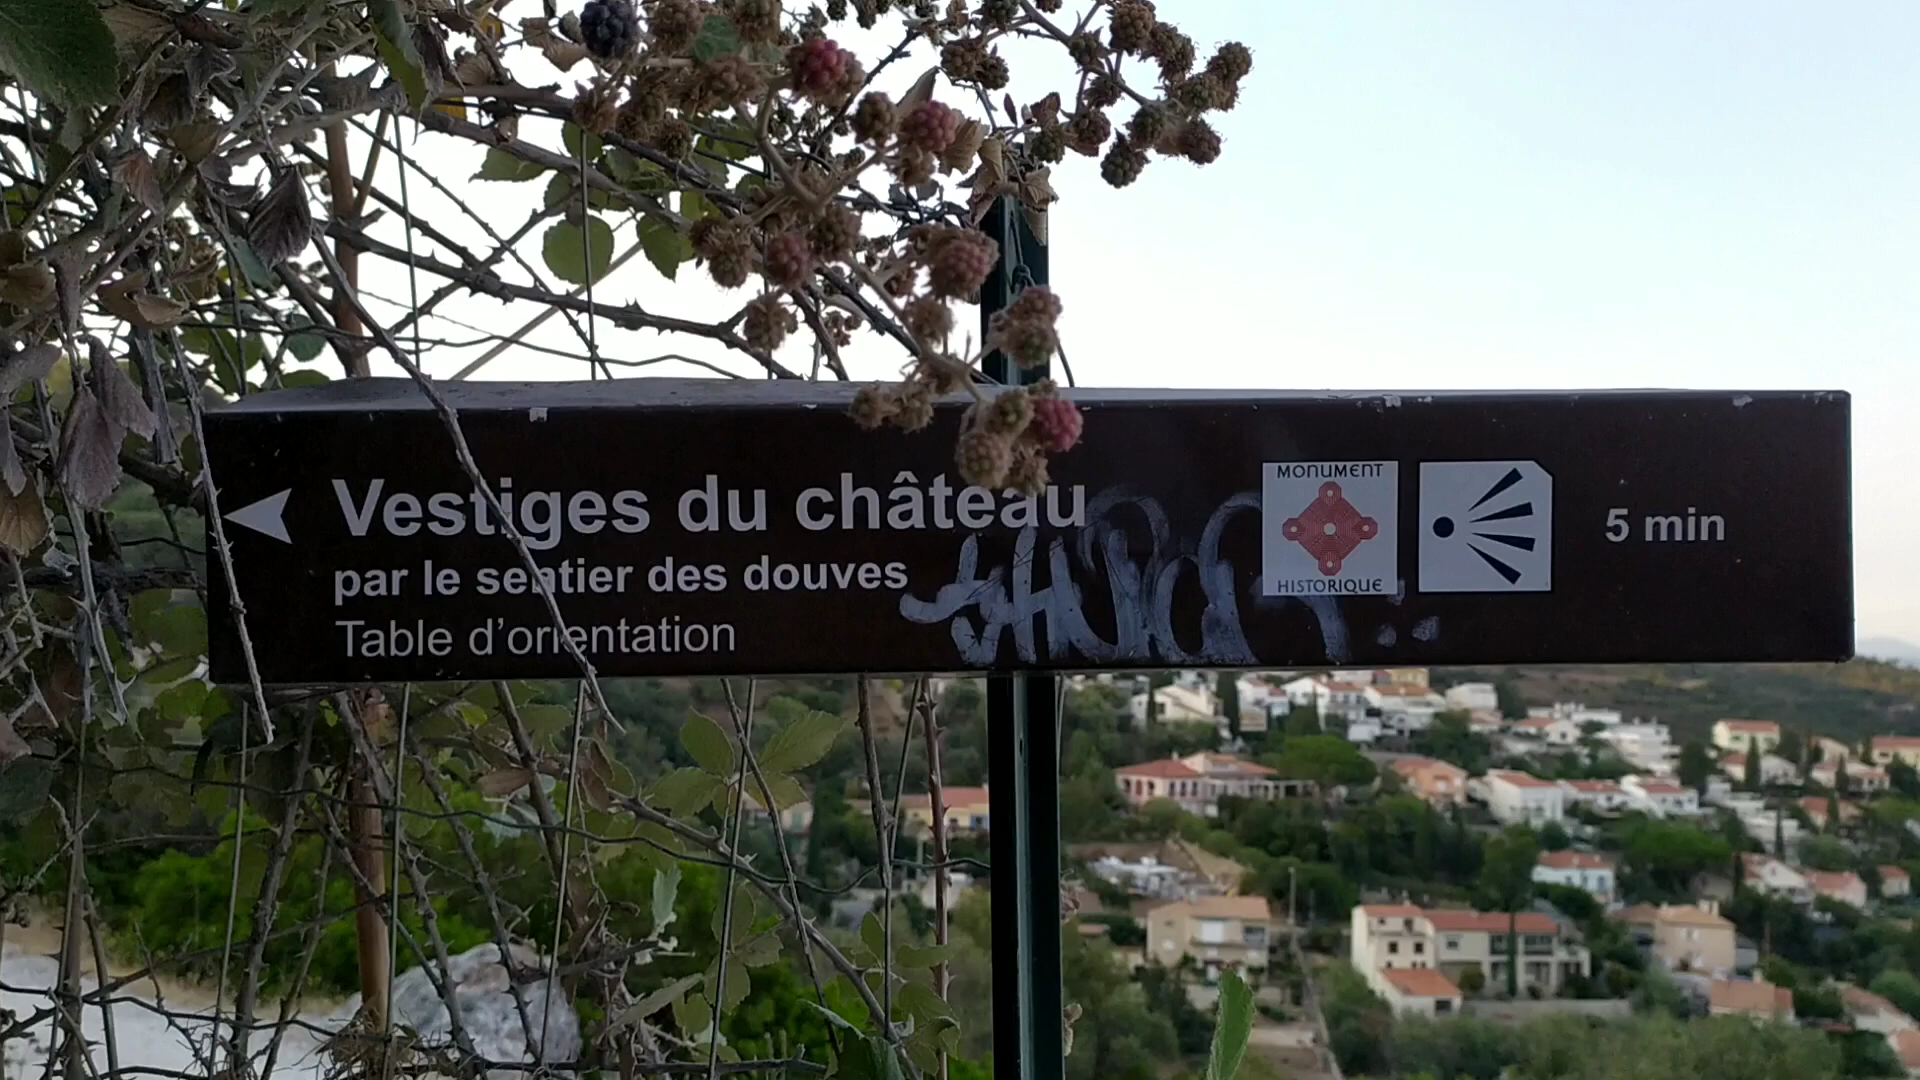 Vestiges du château
par le sentier des douves
Table d’orientation
MONUMENT
HISTORIQUE
5 min